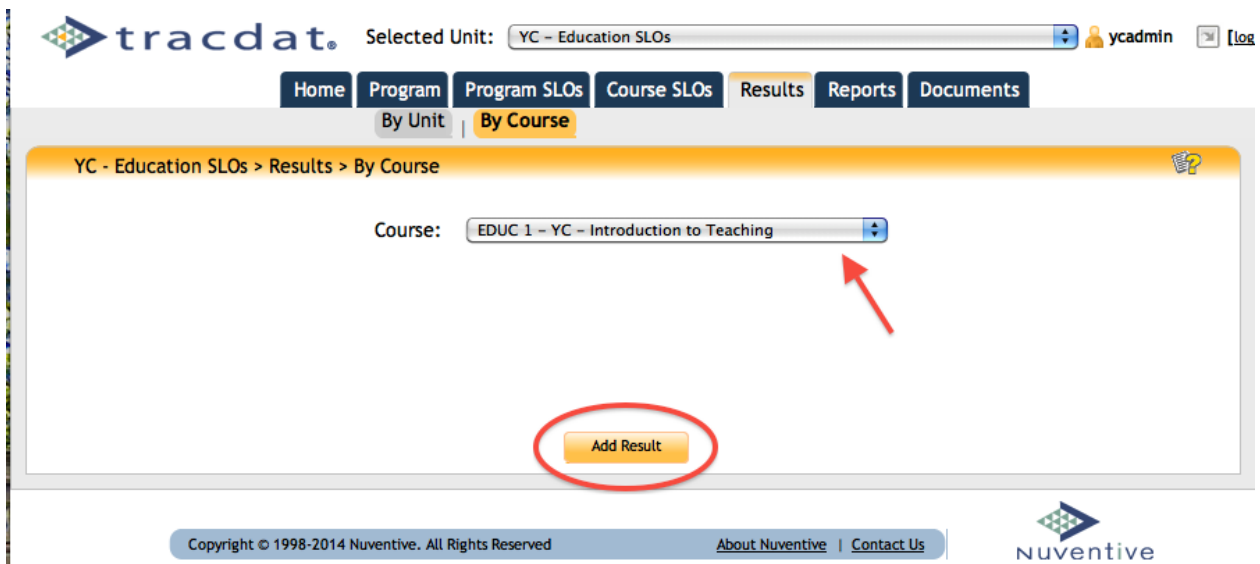 tracdat® Selected Unit: YC – Education SLOs ycadmin [log
Home Program Program SLOs Course SLOs Results Reports Documents
By Unit | By Course
YC - Education SLOs > Results > By Course
Course: EDUC 1 – YC – Introduction to Teaching
Add Result
Copyright © 1998-2014 Nuventive. All Rights Reserved About Nuventive | Contact Us
Nuventive